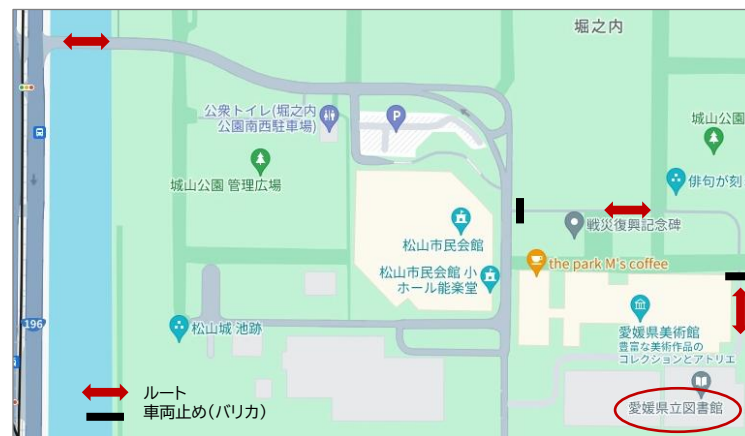 堀之内
公衆トイレ(堀之内
公園南西駐車場)
P
城山公園
城山公園 管理広場
俳句が刻
戦災復興記念碑
松山市民会館
the park M's coffee
松山市民会館 小
ホール能楽堂
196
松山城 池跡
愛媛県美術館
豊富な美術作品の
コレクションとアトリエ
ルート
車両止め(バリカ)
愛媛県立図書館